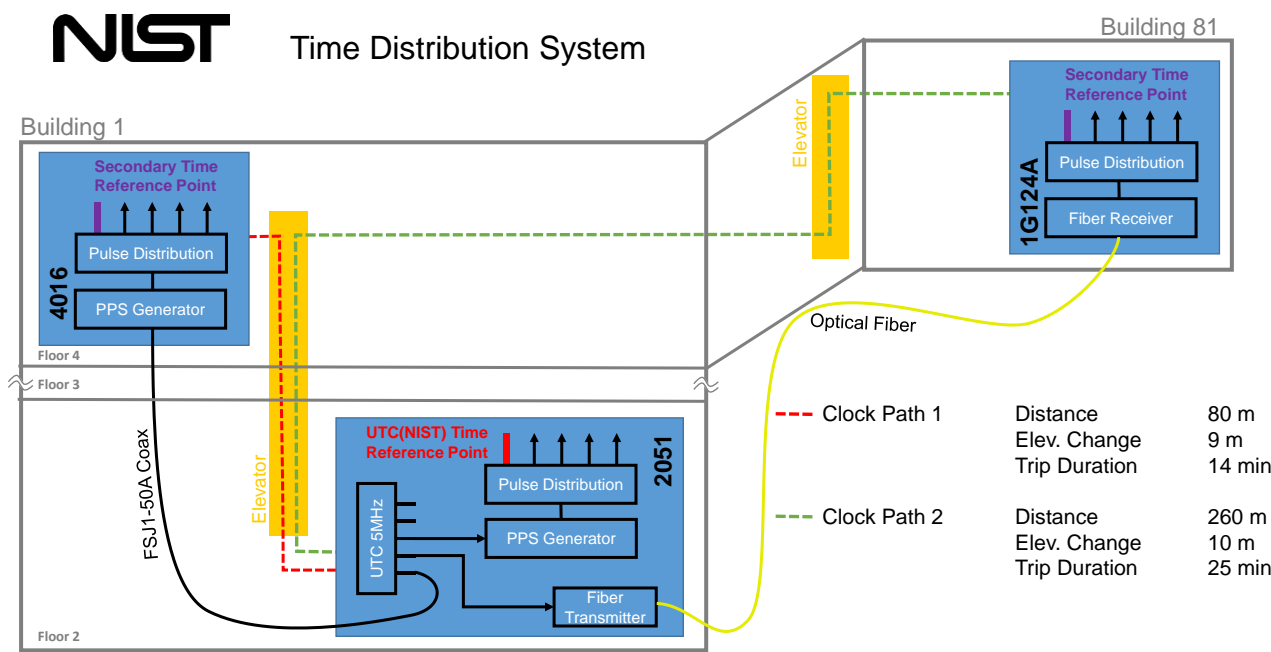 NIST
Time Distribution System
Building 81
Building 1
Secondary Time
Reference Point
Pulse Distribution
PPS Generator
4016
Floor 4
Floor 3
Elevator
Elevator
Secondary Time
Reference Point
Pulse Distribution
Fiber Receiver
1G124A
Optical Fiber
FSJ1-50A Coax
UTC(NIST) Time
Reference Point
2051
Pulse Distribution
PPS Generator
UTC 5MHz
Fiber
Transmitter
Floor 2
Clock Path 1 Distance 80 m
Elev. Change 9 m
Trip Duration 14 min
Clock Path 2 Distance 260 m
Elev. Change 10 m
Trip Duration 25 min